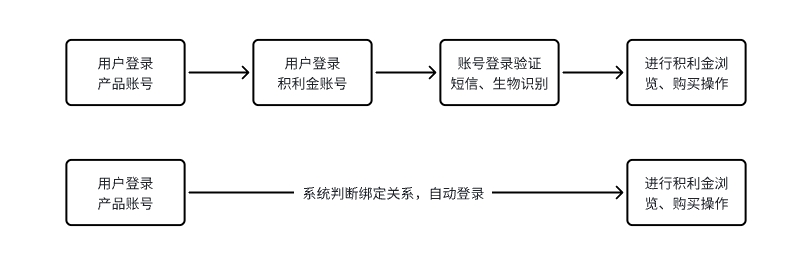 用户登录
产品账号
用户登录
积利金账号
账号登录验证
短信、生物识别
进行积利金浏
览、购买操作
用户登录
产品账号
系统判断绑定关系，自动登录
进行积利金浏
览、购买操作